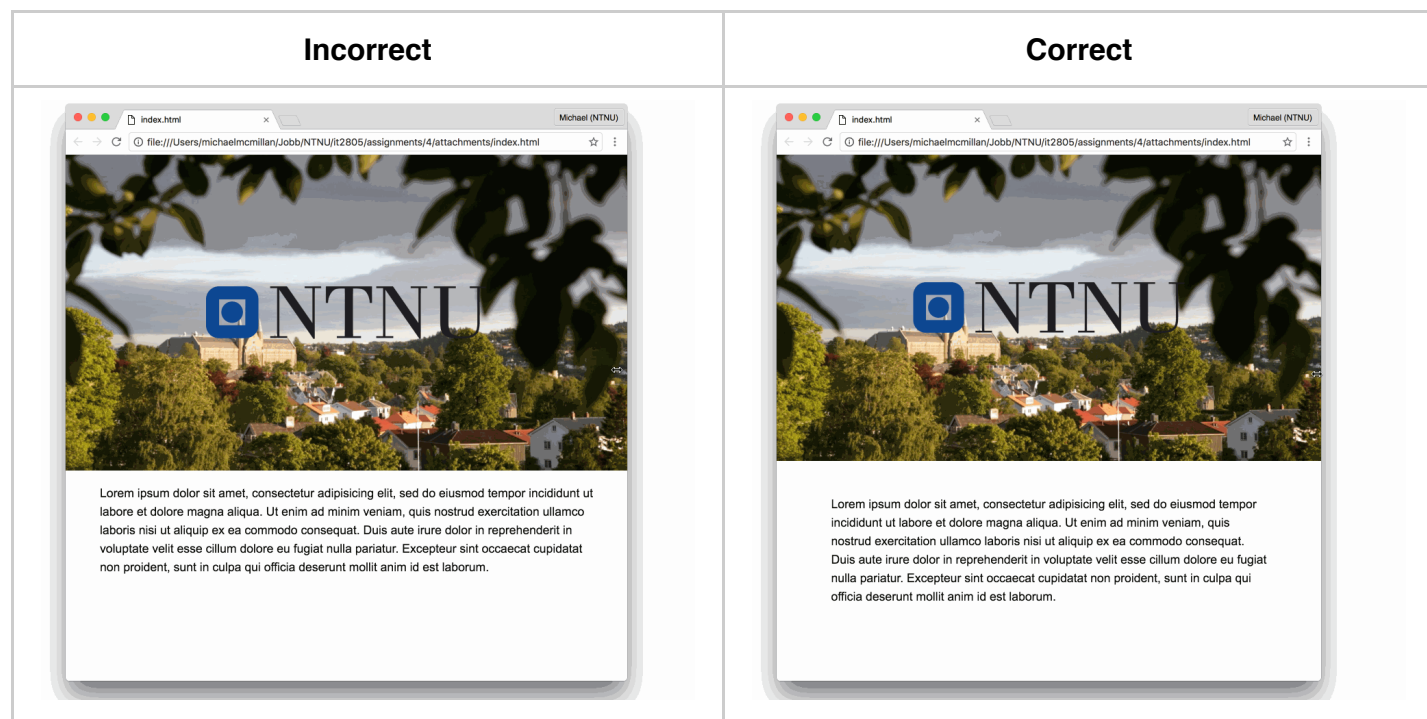 Incorrect
Correct
index.html
Michael (NTNU)
file:///Users/michaelmcmillan/Jobb/NTNU/it2805/assignments/4/attachments/index.html
NTNU
Lorem ipsum dolor sit amet, consectetur adipisicing elit, sed do eiusmod tempor incididunt ut
labore et dolore magna aliqua. Ut enim ad minim veniam, quis nostrud exercitation ullamco
laboris nisi ut aliquip ex ea commodo consequat. Duis aute irure dolor in reprehenderit in
voluptate velit esse cillum dolore eu fugiat nulla pariatur. Excepteur sint occaecat cupidatat
non proident, sunt in culpa qui officia deserunt mollit anim id est laborum.
index.html
Michael (NTNU)
file:///Users/michaelmcmillan/Jobb/NTNU/it2805/assignments/4/attachments/index.html
NTNU
Lorem ipsum dolor sit amet, consectetur adipisicing elit, sed do eiusmod tempor
incididunt ut labore et dolore magna aliqua. Ut enim ad minim veniam, quis
nostrud exercitation ullamco laboris nisi ut aliquip ex ea commodo consequat.
Duis aute irure dolor in reprehenderit in voluptate velit esse cillum dolore eu fugiat
nulla pariatur. Excepteur sint occaecat cupidatat non proident, sunt in culpa qui
officia deserunt mollit anim id est laborum.